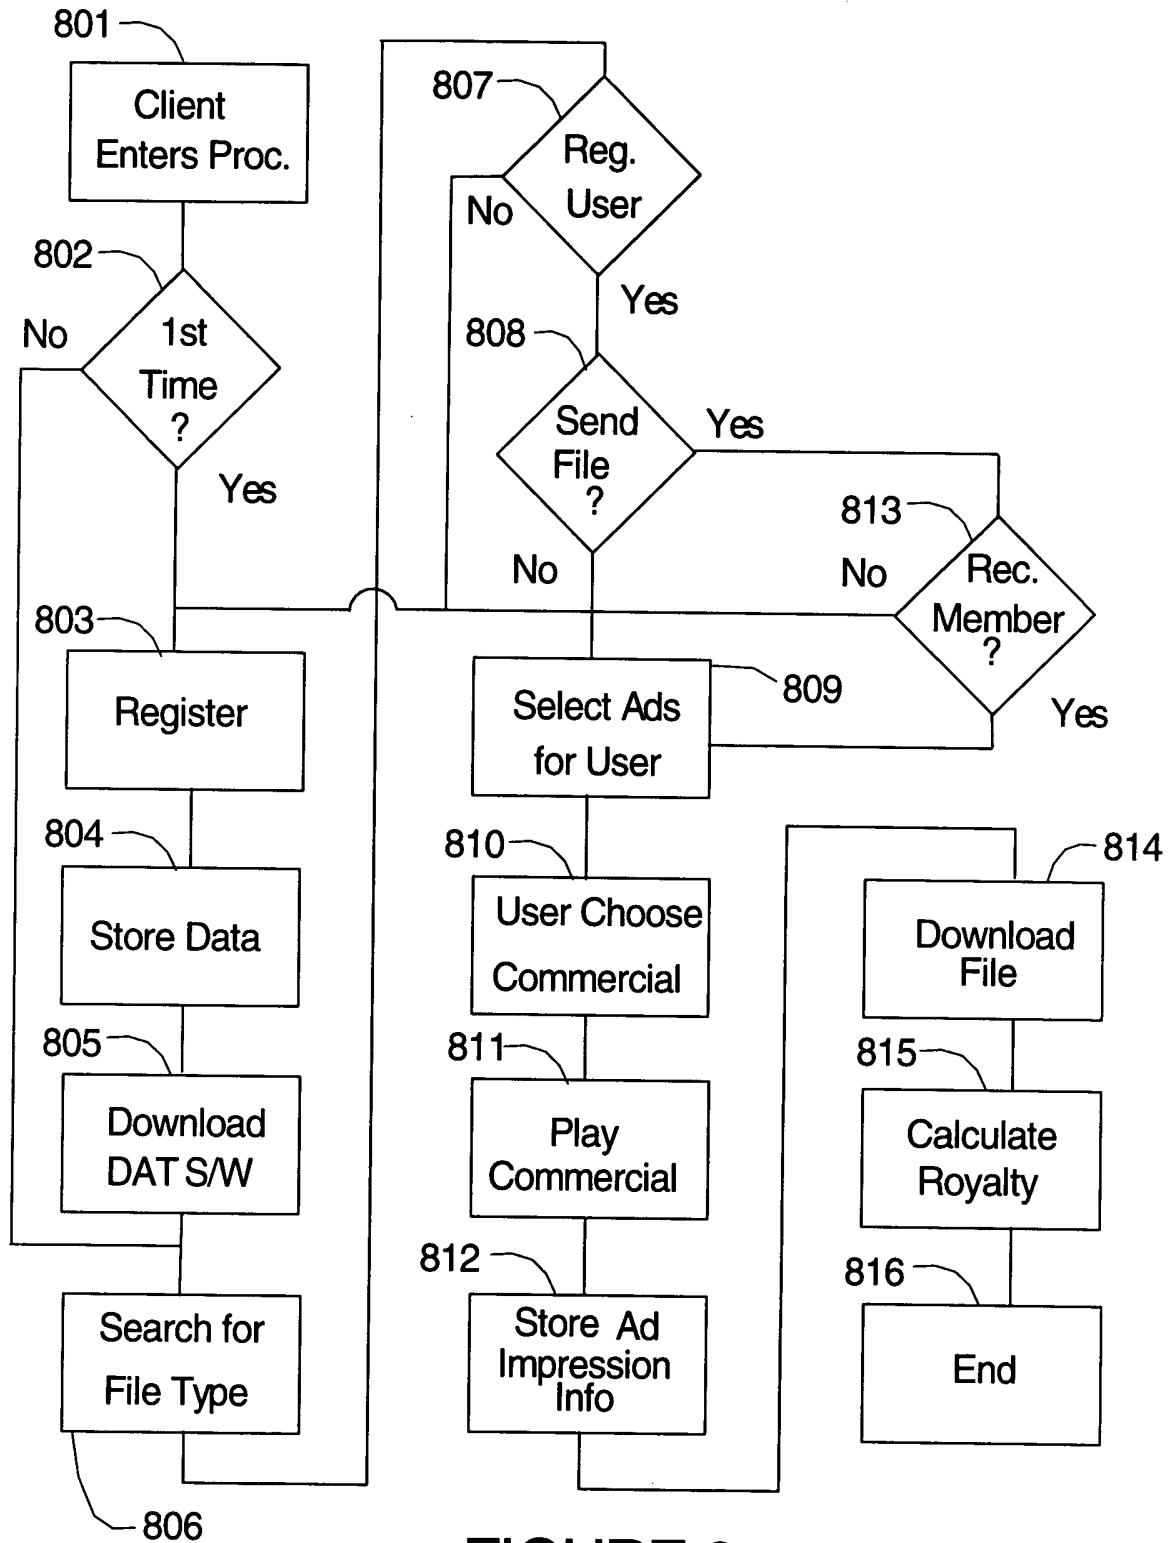 801
Client
Enters Proc.
802
No
1st
Time
?
Yes
803
Register
804
Store Data
805
Download
DAT S/W
Search for
File Type
806
807
Reg.
User
No
Yes
808
Send
File
?
Yes
No
813
No
Rec.
Member
?
Yes
Select Ads
for User
809
810
User Choose
Commercial
811
Play
Commercial
812
Store Ad
Impression
Info
814
Download
File
815
Calculate
Royalty
816
End